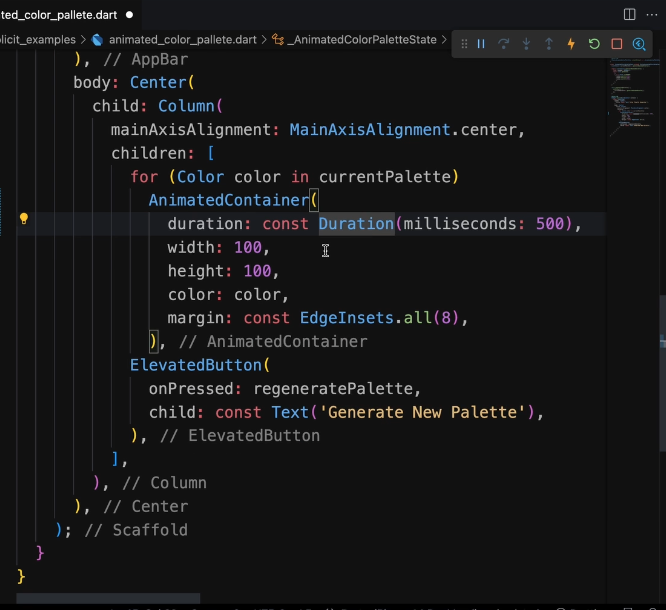 ted_color_pallete.dart
licit_examples > animated_color_pallete.dart > _AnimatedColorPaletteState >
), // AppBar
body: Center(
child: Column(
mainAxisAlignment: MainAxisAlignment.center,
children: [
for (Color color in currentPalette)
AnimatedContainer(
duration: const Duration(milliseconds: 500),
width: 100,
height: 100,
color: color,
margin: const EdgeInsets.all(8),
), // AnimatedContainer
ElevatedButton(
onPressed: regeneratePalette,
child: const Text('Generate New Palette'),
), // ElevatedButton
],
), // Column
), // Center
); // Scaffold
}
}